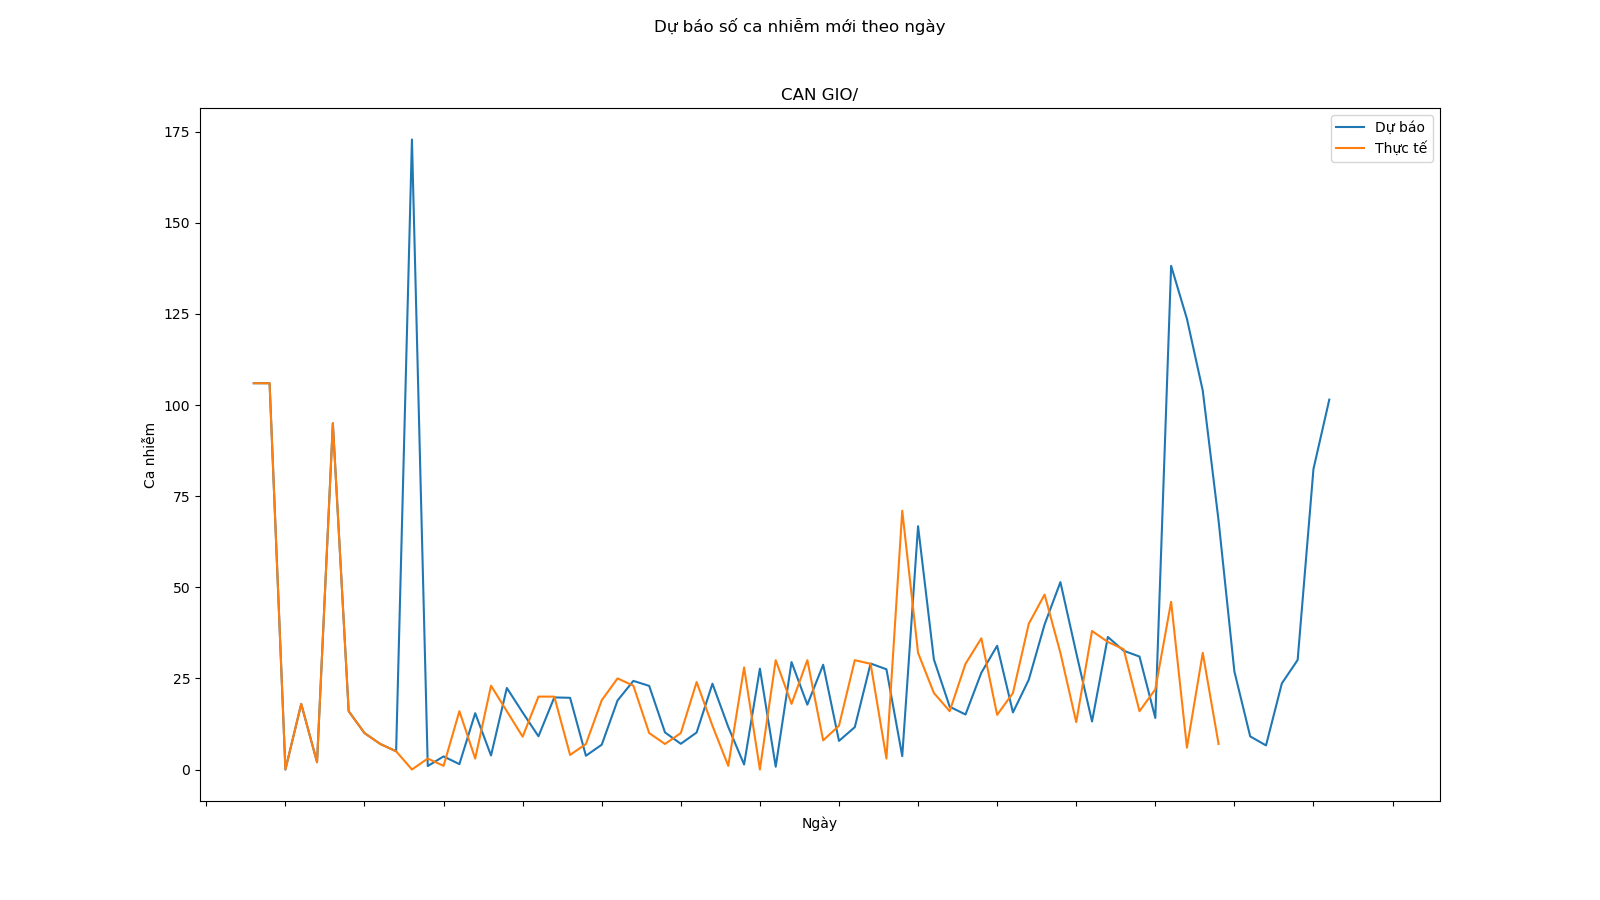 Dự báo số ca nhiễm mới theo ngày
CAN GIO/
Dự báo
Thực tế
175
150
125
100
75
50
25
0
Ca nhiễm
Ngày